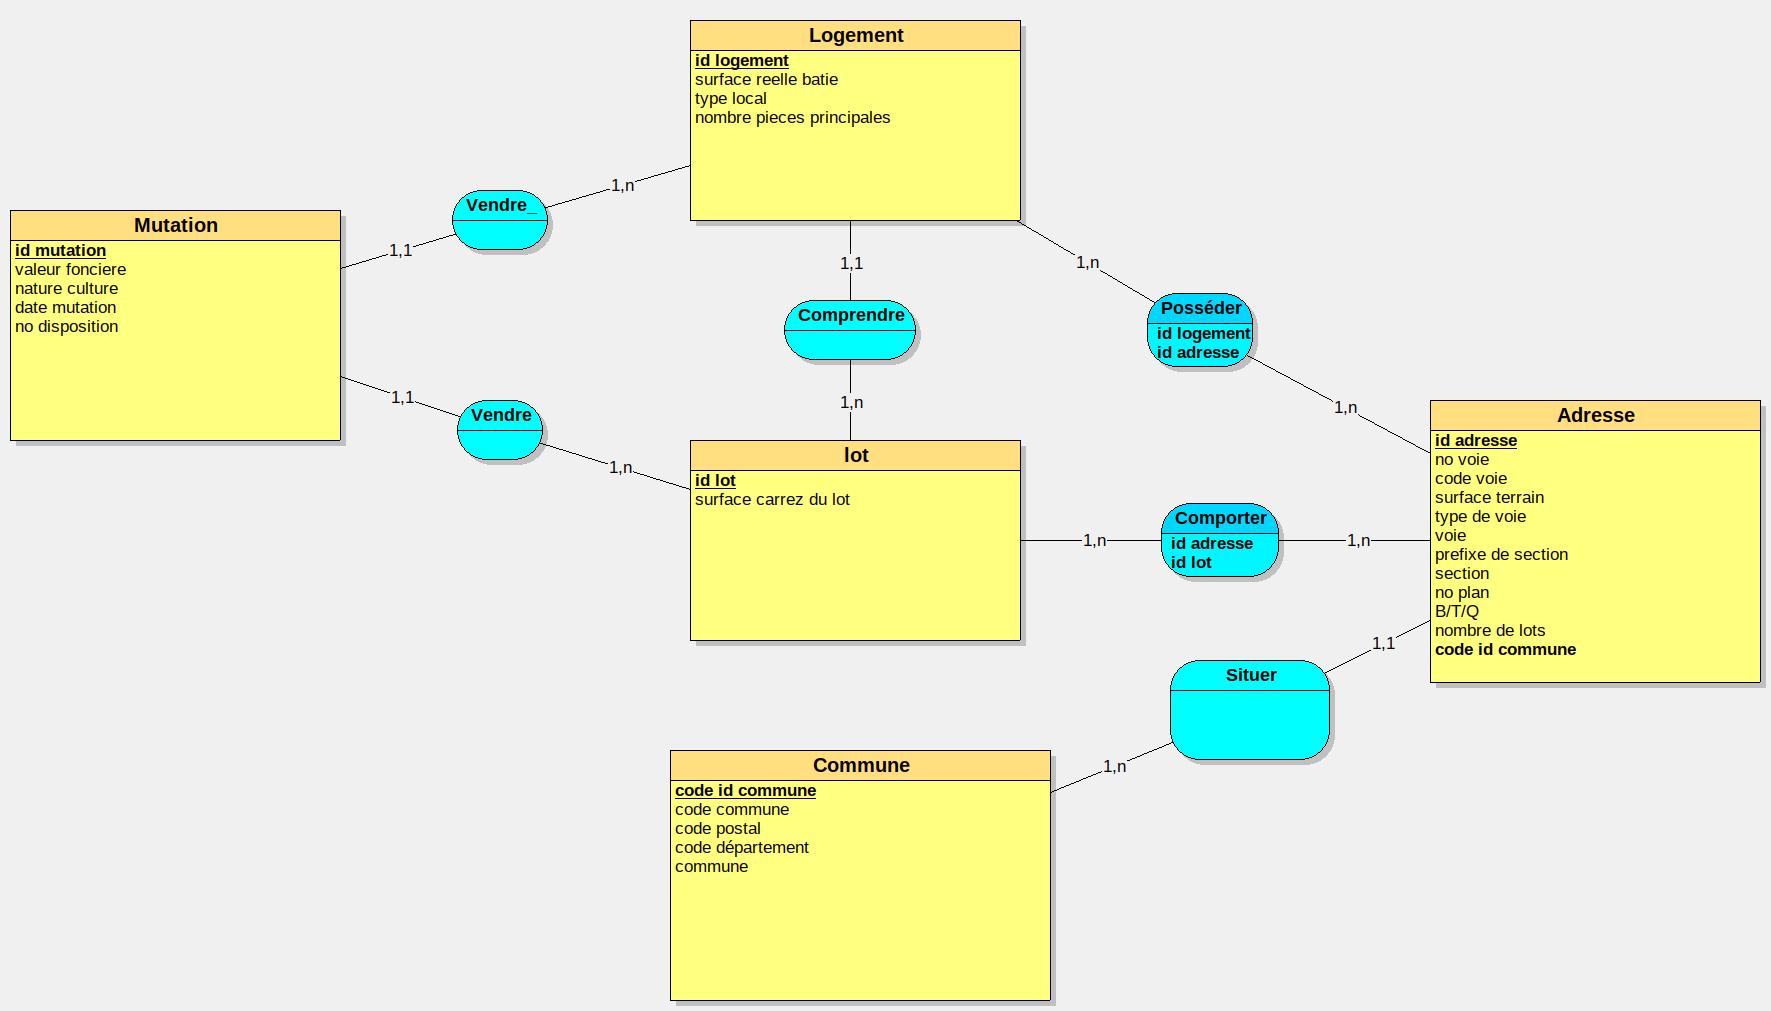 Logement
id logement
surface reelle batie
type local
nombre pieces principales
1,n
Vendre_
1,1
Mutation
id mutation
valeur fonciere
nature culture
date mutation
no disposition
1,1
Vendre
1,n
1,1
Comprendre
1,n
lot
id lot
surface carrez du lot
1,n
Posséder
id logement
id adresse
1,n
Adresse
id adresse
no voie
code voie
surface terrain
type de voie
voie
prefixe de section
section
no plan
B/T/Q
nombre de lots
code id commune
1,n
Comporter
id adresse
id lot
1,n
1,1
Situer
1,n
Commune
code id commune
code commune
code postal
code département
commune